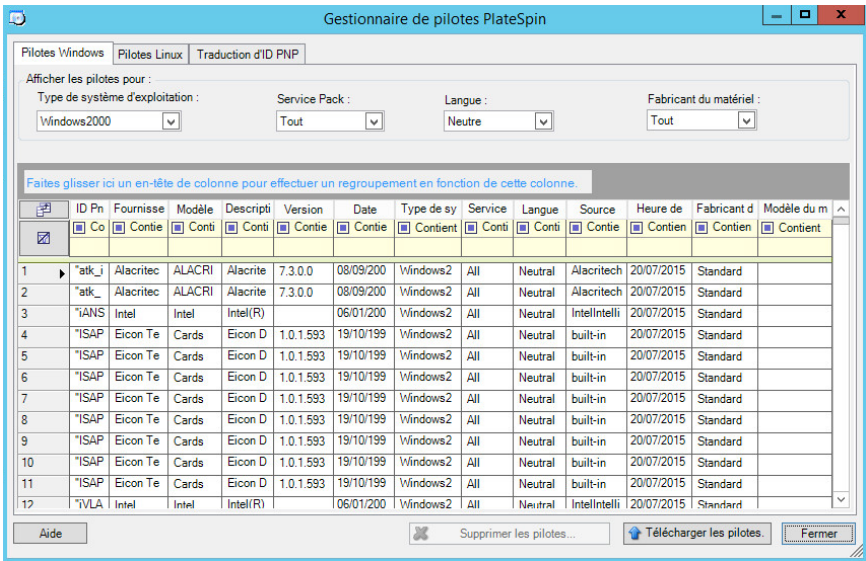 Gestionnaire de pilotes PlateSpin
Pilotes Windows Pilotes Linux Traduction d'ID PNP
Afficher les pilotes pour :
Type de système d'exploitation : Service Pack : Langue : Fabricant du matériel :
Windows2000 Tout Neutre Tout
Faites glisser ici un en-tête de colonne pour effectuer un regroupement en fonction de cette colonne.
ID Pn Fournisse Modèle Descripti Version Date Type de sy Service Langue Source Heure de Fabricant d Modèle du m
Co Contie Conti Conti Contie Contie Contient Conti Conti Contie Contien Contien Contient
1 "atk_i Alacritec ALACRI Alacrite 7.3.0.0 08/09/200 Windows2 All Neutral Alacritech 20/07/2015 Standard
2 "atk_ Alacritec ALACRI Alacrite 7.3.0.0 08/09/200 Windows2 All Neutral Alacritech 20/07/2015 Standard
3 "iANS Intel Intel Intel(R) 06/01/200 Windows2 All Neutral IntelIntelli 20/07/2015 Standard
4 "ISAP Eicon Te Cards Eicon D 1.0.1.593 19/10/199 Windows2 All Neutral built-in 20/07/2015 Standard
5 "ISAP Eicon Te Cards Eicon D 1.0.1.593 19/10/199 Windows2 All Neutral built-in 20/07/2015 Standard
6 "ISAP Eicon Te Cards Eicon D 1.0.1.593 19/10/199 Windows2 All Neutral built-in 20/07/2015 Standard
7 "ISAP Eicon Te Cards Eicon D 1.0.1.593 19/10/199 Windows2 All Neutral built-in 20/07/2015 Standard
8 "ISAP Eicon Te Cards Eicon D 1.0.1.593 19/10/199 Windows2 All Neutral built-in 20/07/2015 Standard
9 "ISAP Eicon Te Cards Eicon D 1.0.1.593 19/10/199 Windows2 All Neutral built-in 20/07/2015 Standard
10 "ISAP Eicon Te Cards Eicon D 1.0.1.593 19/10/199 Windows2 All Neutral built-in 20/07/2015 Standard
11 "ISAP Eicon Te Cards Eicon D 1.0.1.593 19/10/199 Windows2 All Neutral built-in 20/07/2015 Standard
12 "iVLA Intel Intel Intel(R) 06/01/200 Windows2 All Neutral IntelIntelli 20/07/2015 Standard
Aide Supprimer les pilotes... Télécharger les pilotes. Fermer